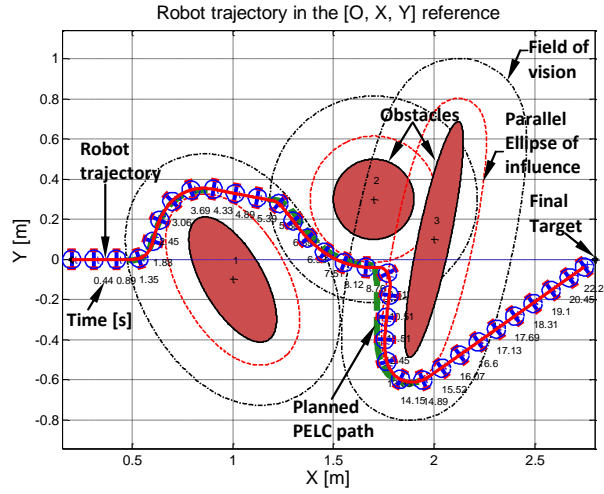 Robot trajectory in the [O, X, Y] reference
Field of
vision
Obstacles
Parallel
Ellipse of
influence
Robot
trajectory
Final
Target
Time [s]
Planned
PELC path
Y [m]
X [m]
1
0.8
0.6
0.4
0.2
0
-0.2
-0.4
-0.6
-0.8
0.5
1
1.5
2
2.5
1
2
3
0.44
0.89
1.35
1.88
3.06
3.69
4.33
4.89
5.39
7.51
8.12
14.15
14.89
15.52
16.07
16.6
17.13
17.69
18.31
19.1
20.45
22.2